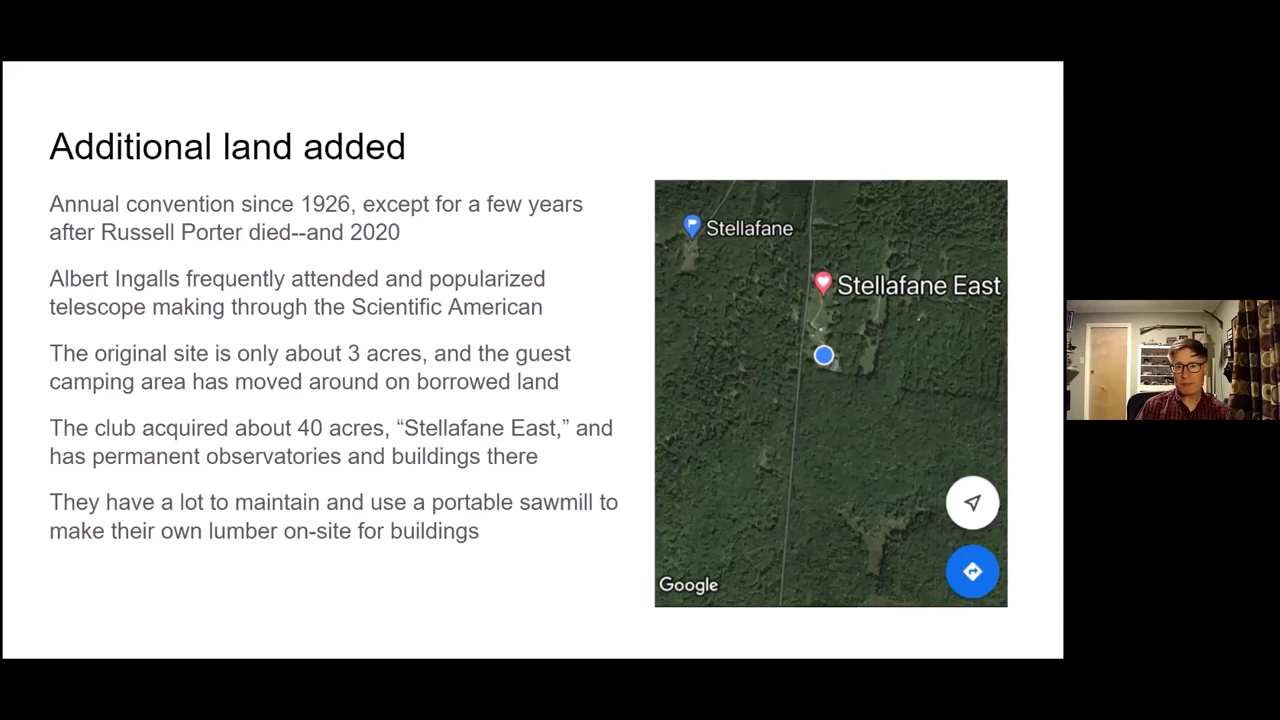 Additional land added
Annual convention since 1926, except for a few years
after Russell Porter died--and 2020
Albert Ingalls frequently attended and popularized
telescope making through the Scientific American
The original site is only about 3 acres, and the guest
camping area has moved around on borrowed land
The club acquired about 40 acres, “Stellafane East,” and
has permanent observatories and buildings there
They have a lot to maintain and use a portable sawmill to
make their own lumber on-site for buildings
Stellafane
Stellafane East
Google